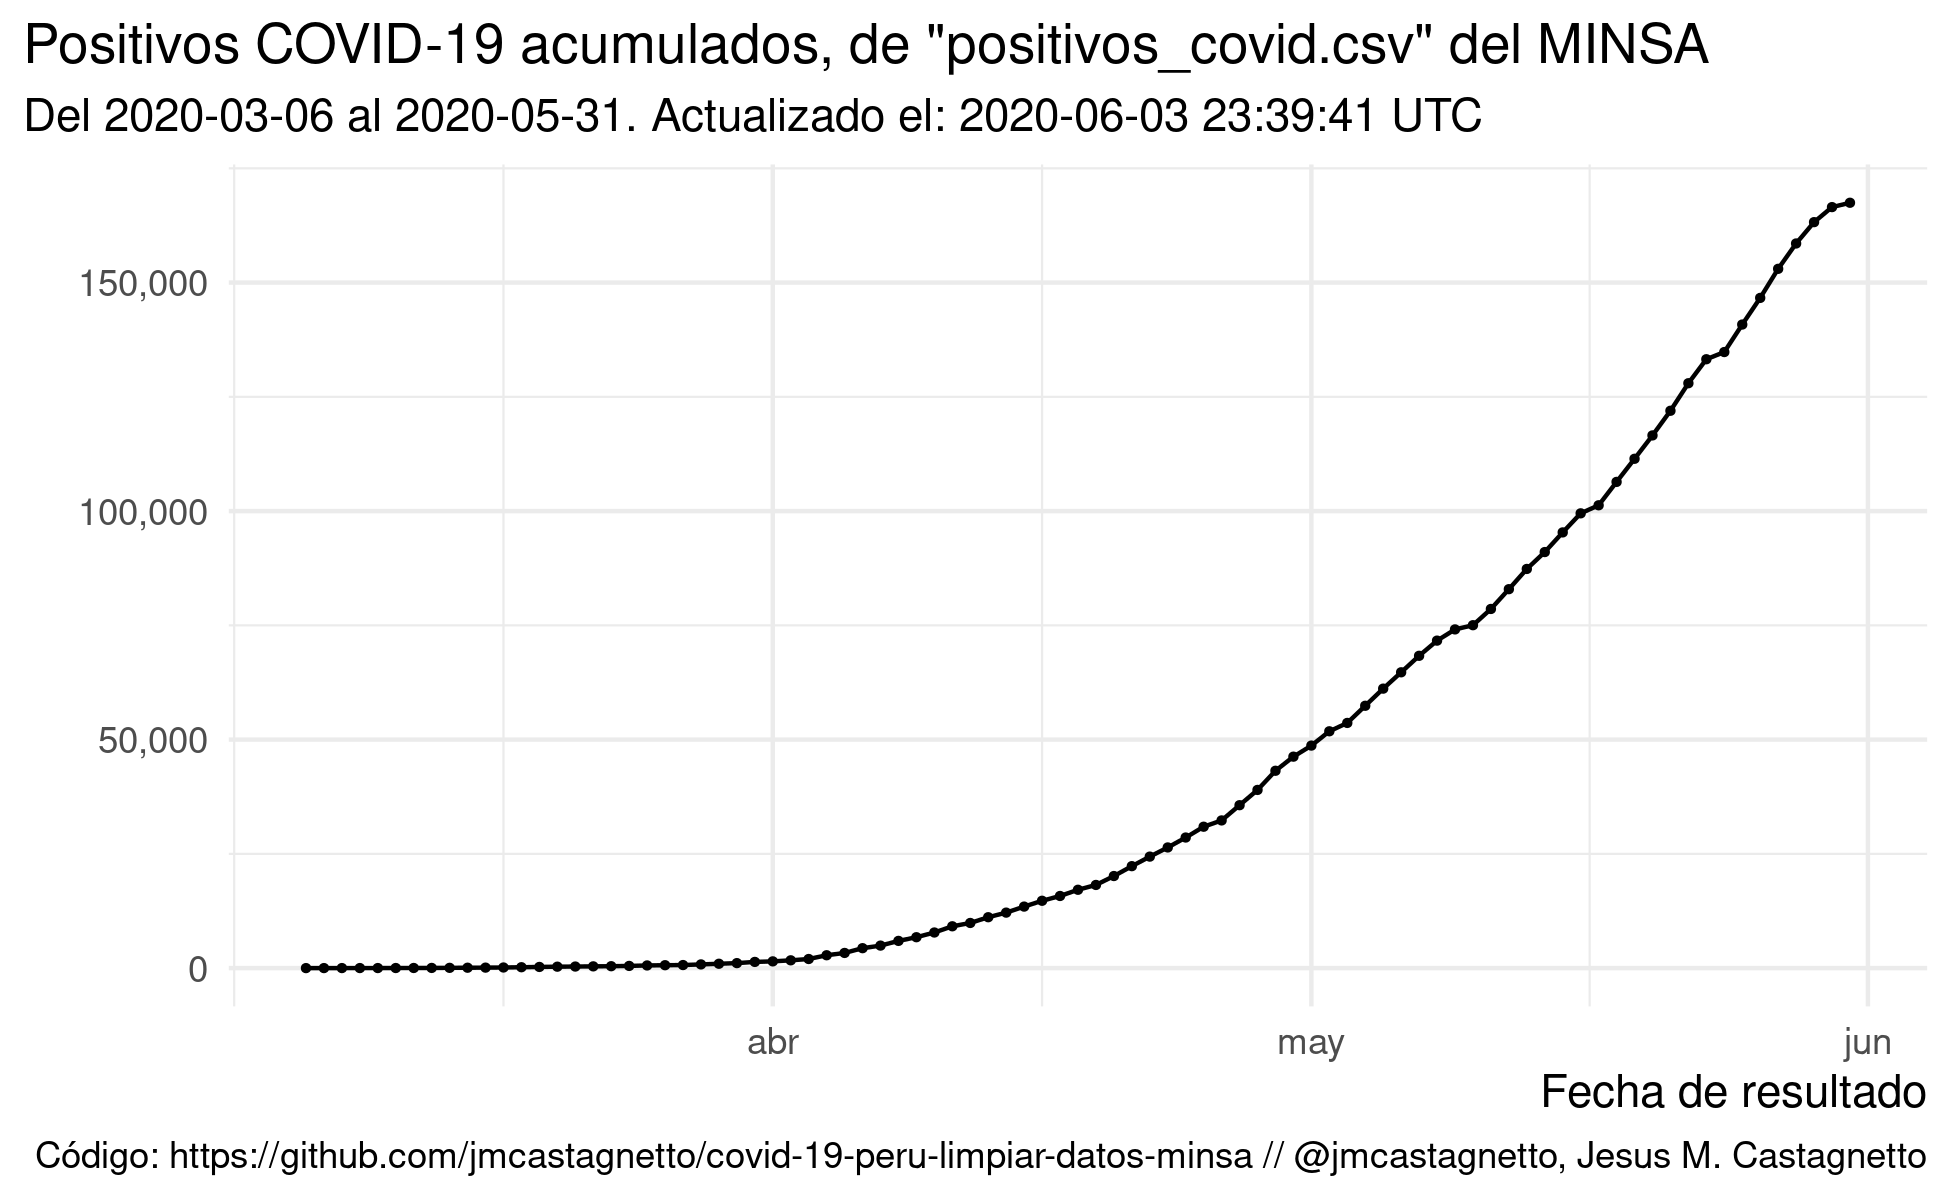 Positivos COVID-19 acumulados, de "positivos_covid.csv" del MINSA
Del 2020-03-06 al 2020-05-31. Actualizado el: 2020-06-03 23:39:41 UTC
150,000
100,000
50,000
0
abr may jun
Fecha de resultado
Código: https://github.com/jmcastagnetto/covid-19-peru-limpiar-datos-minsa // @jmcastagnetto, Jesus M. Castagnetto